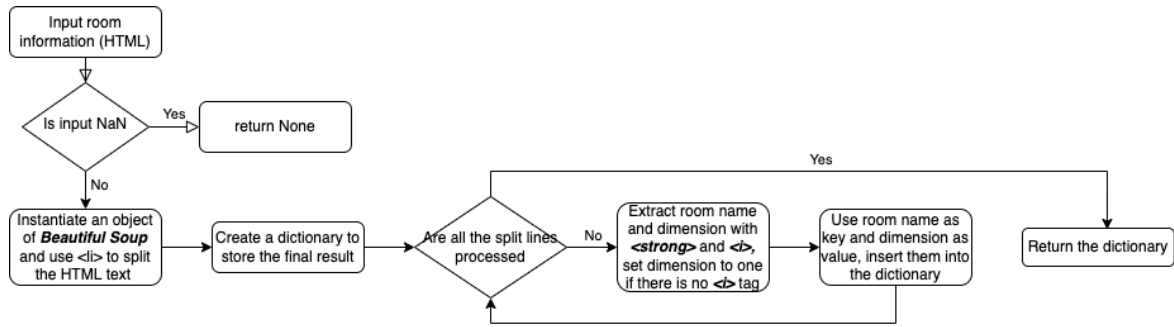 Input room
information (HTML)
Is input NaN
Yes
return None
No
Instantiate an object
of Beautiful Soup
and use <li> to split
the HTML text
Create a dictionary to
store the final result
Are all the split lines
processed
Yes
No
Extract room name
and dimension with
<strong> and <i>,
set dimension to one
if there is no <i> tag
Use room name as
key and dimension as
value, insert them into
the dictionary
Return the dictionary